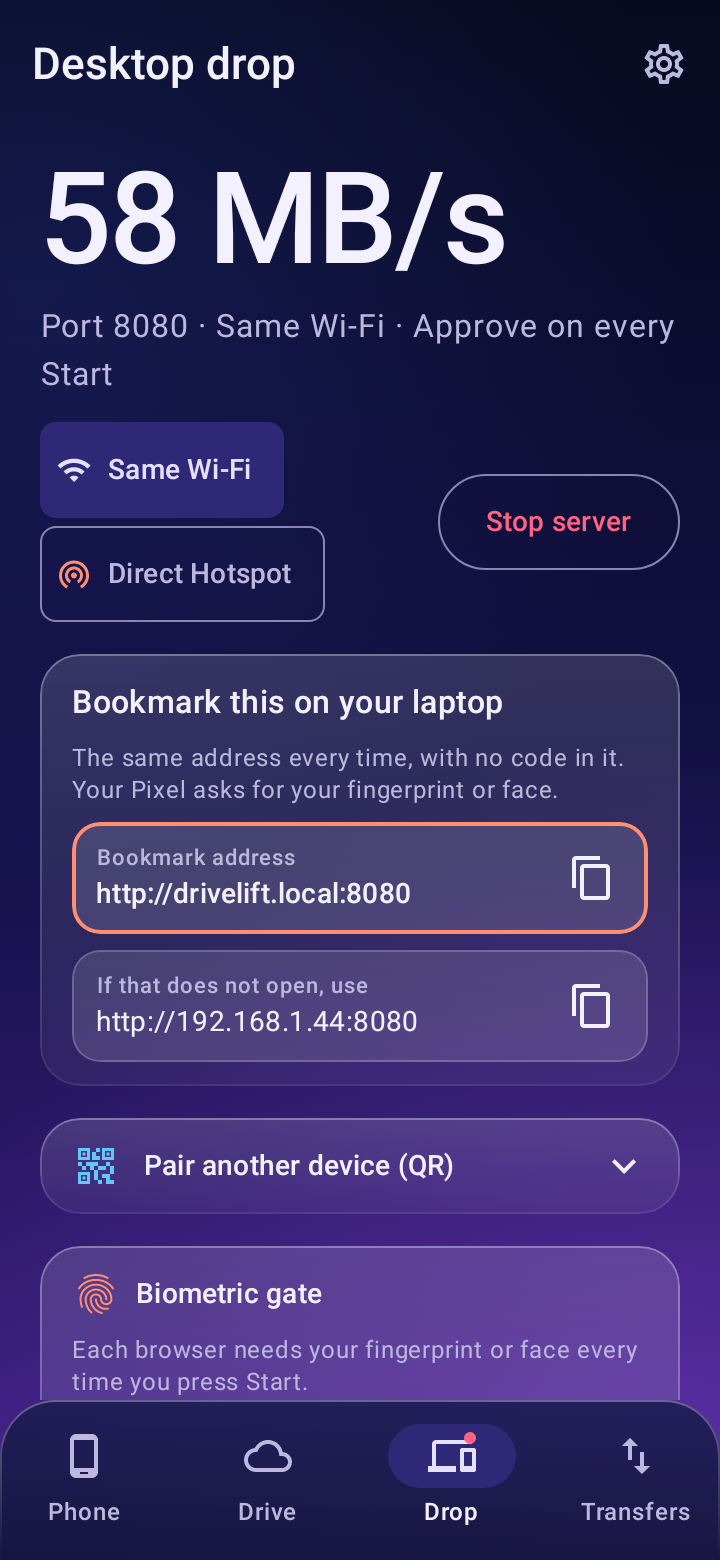 Desktop drop
58 MB/s
Port 8080 · Same Wi-Fi · Approve on every
Start
Same Wi-Fi
Stop server
Direct Hotspot
Bookmark this on your laptop
The same address every time, with no code in it.
Your Pixel asks for your fingerprint or face.
Bookmark address
http://drivelift.local:8080
If that does not open, use
http://192.168.1.44:8080
Pair another device (QR)
Biometric gate
Each browser needs your fingerprint or face every
time you press Start.
Phone
Drive
Drop
Transfers